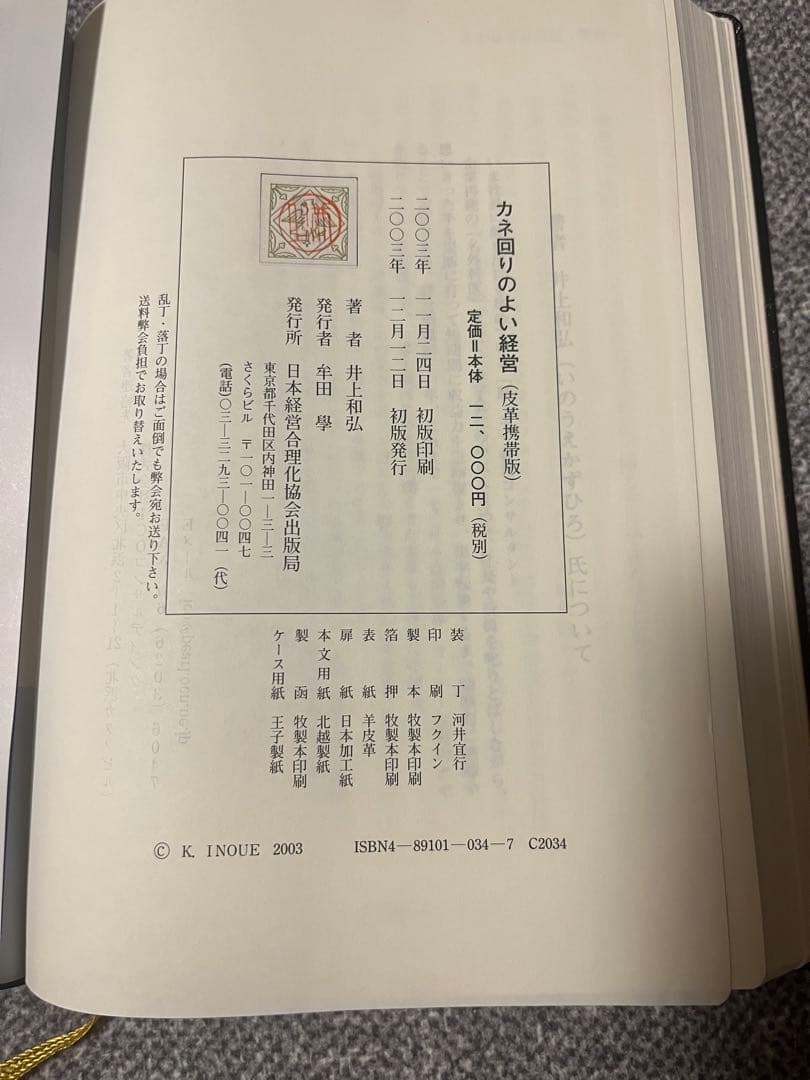 カネ回りのよい経営(皮革携帯版)
定価=本体 一二、〇〇〇円(税別)
二〇〇三年 一一月二四日 初版印刷
二〇〇三年 一二月一二日 初版発行
著者 井上和弘
発行者 牟田 學
発行所 日本経営合理化協会出版局
東京都千代田区内神田一―三―三
さくらビル 〒一〇一―〇〇四七
(電話)〇三―三二九三―〇〇四一(代)
乱丁・落丁の場合はご面倒でも弊会宛お送り下さい。
送料弊会負担でお取り替えいたします。
装丁 河井宜行
印刷 フクイン
製本 牧製本印刷
箔押 牧製本印刷
表紙 羊皮革
扉紙 日本加工紙
本文用紙 北越製紙
製函 牧製本印刷
ケース用紙 王子製紙
© K. INOUE 2003 ISBN4―89101―034―7 C2034